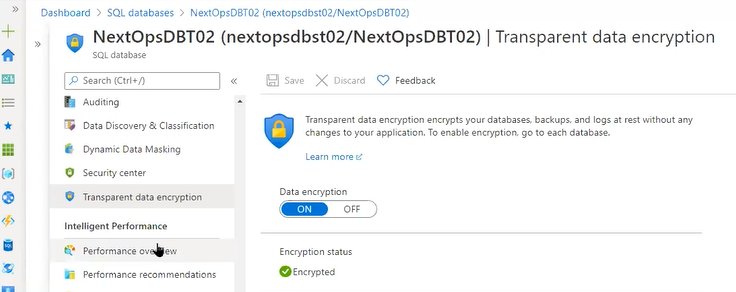 Dashboard > SQL databases > NextOpsDBT02 (nextopsdbst02/NextOpsDBT02)
NextOpsDBT02 (nextopsdbst02/NextOpsDBT02) | Transparent data encryption
SQL database
Search (Ctrl+/)
Auditing
Data Discovery & Classification
Dynamic Data Masking
Security center
Transparent data encryption
Intelligent Performance
Performance overview
Performance recommendations
Save
Discard
Feedback
Transparent data encryption encrypts your databases, backups, and logs at rest without any
changes to your application. To enable encryption, go to each database.
Learn more
Data encryption
ON OFF
Encryption status
Encrypted